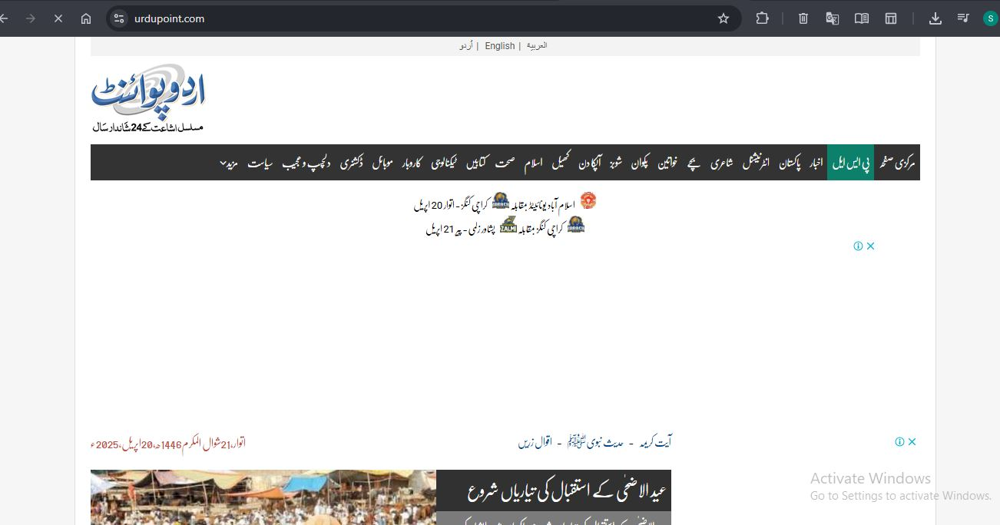 urdupoint.com
S
العربية | English | اُردو
اردو پوائنٹ
مسلسل اشاعت کے 24 شاندار سال
مرکزی صفحہ پی ایس ایل اخبار پاکستان انٹرنیشنل شاعری بچے خواتین پکوان شوبز آپکا دن کھیل اسلام صحت کتابیں ٹیکنالوجی کاروبار موبائل ڈکشنری دلچسپ و عجیب سیاست مزید
اسلام آباد یونائیٹڈ بمقابلہ کراچی کنگز - اتوار 20 اپریل
کراچی کنگز بمقابلہ ZALMI پشاور زلمی - پیر 21 اپریل
آیت کریمہ - حدیث نبوی ﷺ - اقوال زریں
اتوار، 21 شوال المکرم 1446ھ، 20 اپریل، 2025ء
عید الاضحٰی کے استقبال کی تیاریاں شروع
Activate Windows
Go to Settings to activate Windows.